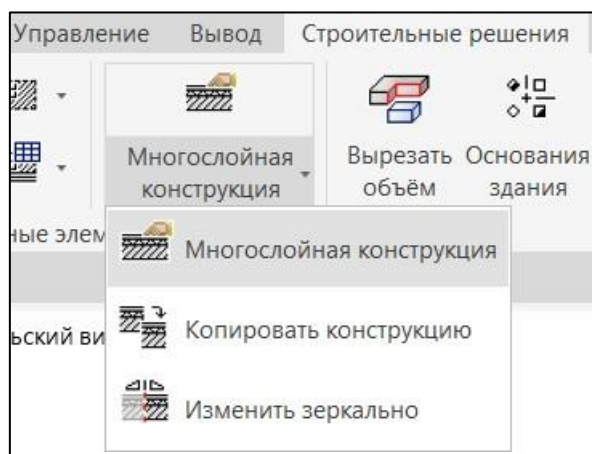 Управление Вывод Строительные решения
Многослойная конструкция
Вырезать объём
Основания здания
ные элем
Многослойная конструкция
Копировать конструкцию
ьский ви
Изменить зеркально